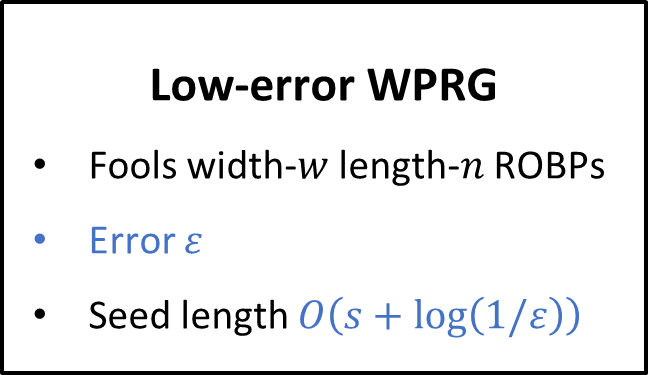 Low-error WPRG
• Fools width-w length-n ROBPs
• Error ε
• Seed length O(s + log(1/ε))